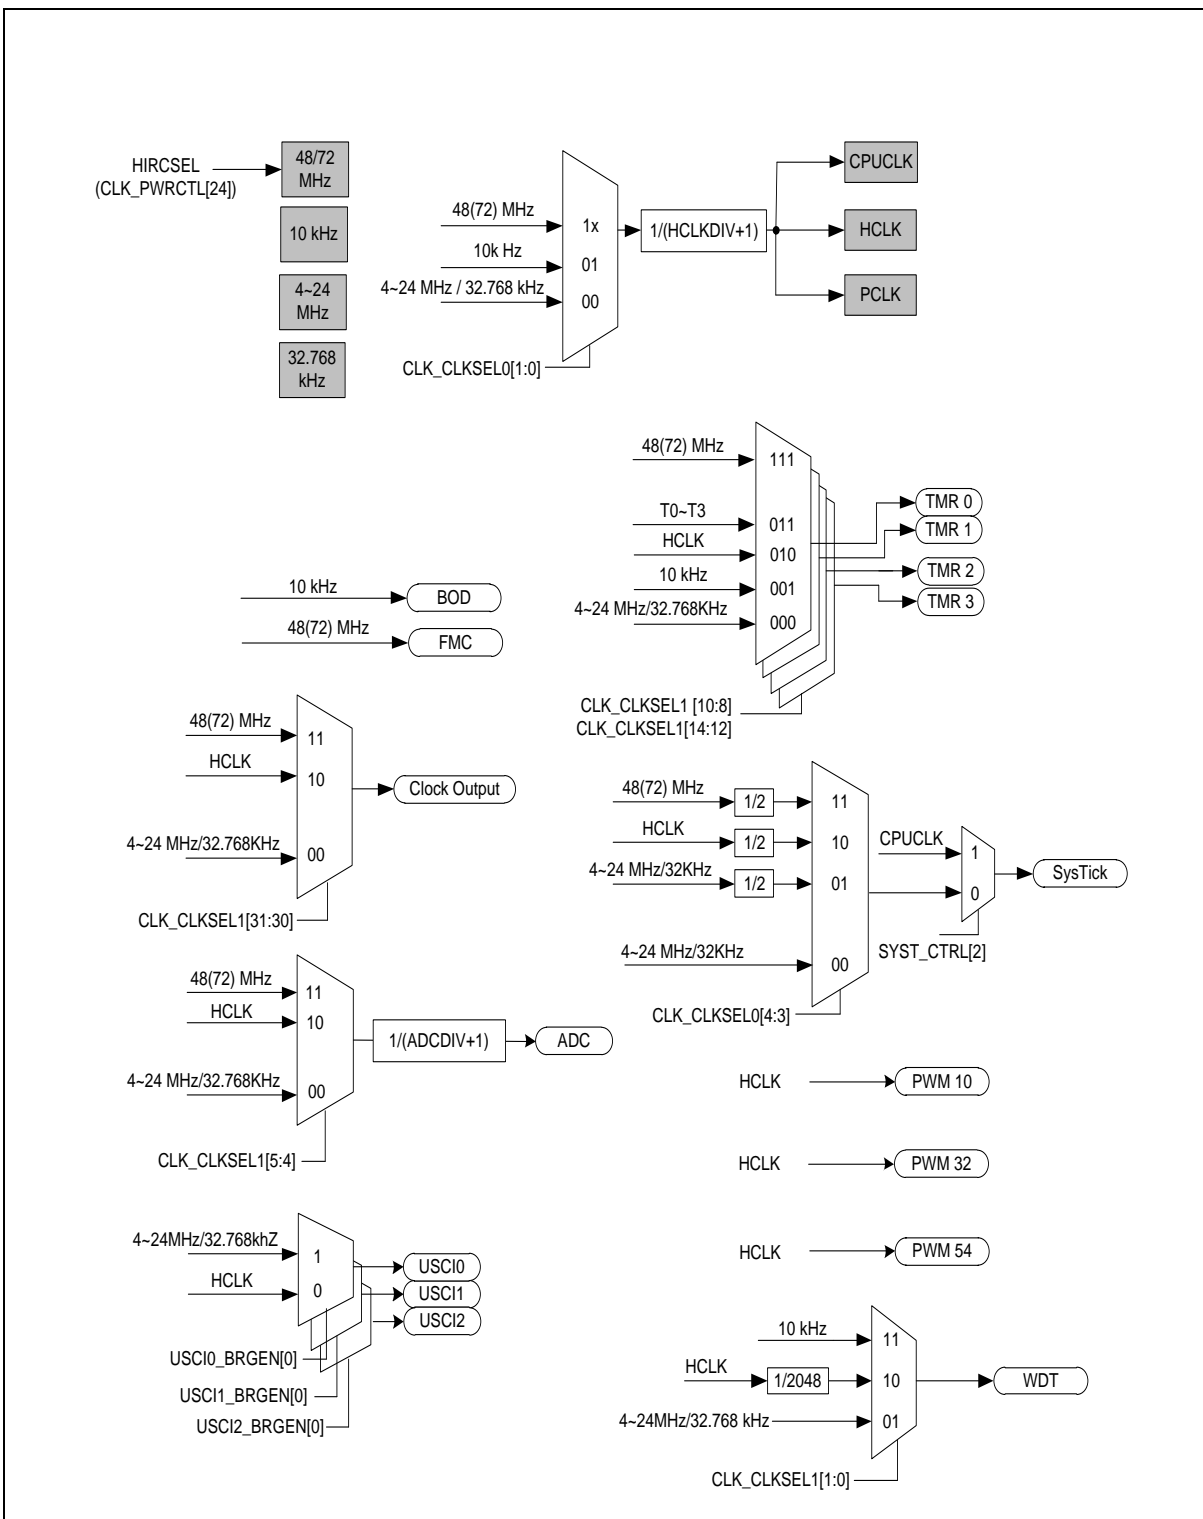 HIRCSEL
(CLK_PWRCTL[24])
48/72
MHz
10 kHz
4~24
MHz
32.768
kHz
48(72) MHz
10k Hz
4~24 MHz / 32.768 kHz
1x
01
00
CLK_CLKSEL0[1:0]
1/(HCLKDIV+1)
CPUCLK
HCLK
PCLK
48(72) MHz
T0~T3
HCLK
10 kHz
4~24 MHz/32.768KHz
111
011
010
001
000
CLK_CLKSEL1 [10:8]
CLK_CLKSEL1[14:12]
TMR 0
TMR 1
TMR 2
TMR 3
10 kHz
BOD
48(72) MHz
FMC
48(72) MHz
HCLK
4~24 MHz/32.768KHz
11
10
00
CLK_CLKSEL1[31:30]
Clock Output
48(72) MHz
HCLK
4~24 MHz/32KHz
4~24 MHz/32KHz
1/2
1/2
1/2
11
10
01
00
CLK_CLKSEL0[4:3]
CPUCLK
1
0
SYST_CTRL[2]
SysTick
48(72) MHz
HCLK
4~24 MHz/32.768KHz
11
10
00
CLK_CLKSEL1[5:4]
1/(ADCDIV+1)
ADC
HCLK
PWM 10
HCLK
PWM 32
HCLK
PWM 54
4~24MHz/32.768khZ
HCLK
1
0
USCI0
USCI1
USCI2
USCI0_BRGEN[0]
USCI1_BRGEN[0]
USCI2_BRGEN[0]
10 kHz
HCLK
1/2048
4~24MHz/32.768 kHz
11
10
01
CLK_CLKSEL1[1:0]
WDT